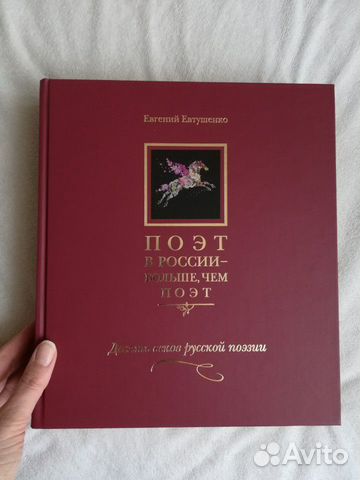 Евгений Евтушенко
ПОЭТ
В РОССИИ–
БОЛЬШЕ, ЧЕМ
ПОЭТ
Десять веков русской поэзии
Avito